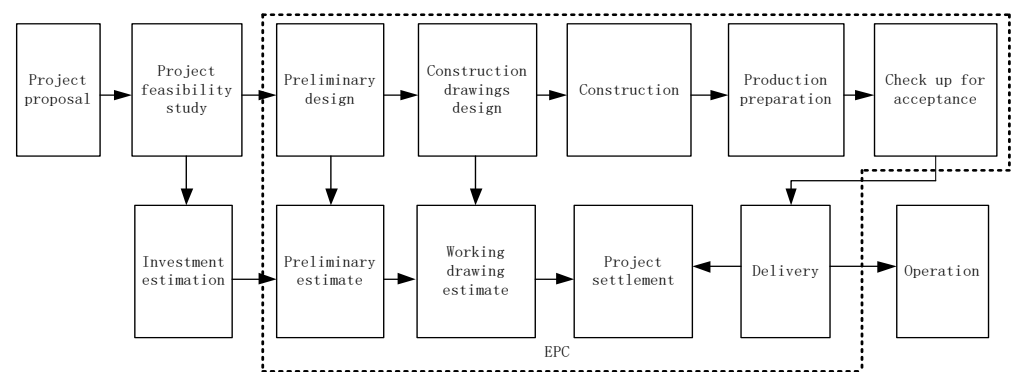 Project
proposal
Project
feasibility
study
Preliminary
design
Construction
drawings
design
Construction
Production
preparation
Check up for
acceptance
Investment
estimation
Preliminary
estimate
Working
drawing
estimate
Project
settlement
Delivery
Operation
EPC